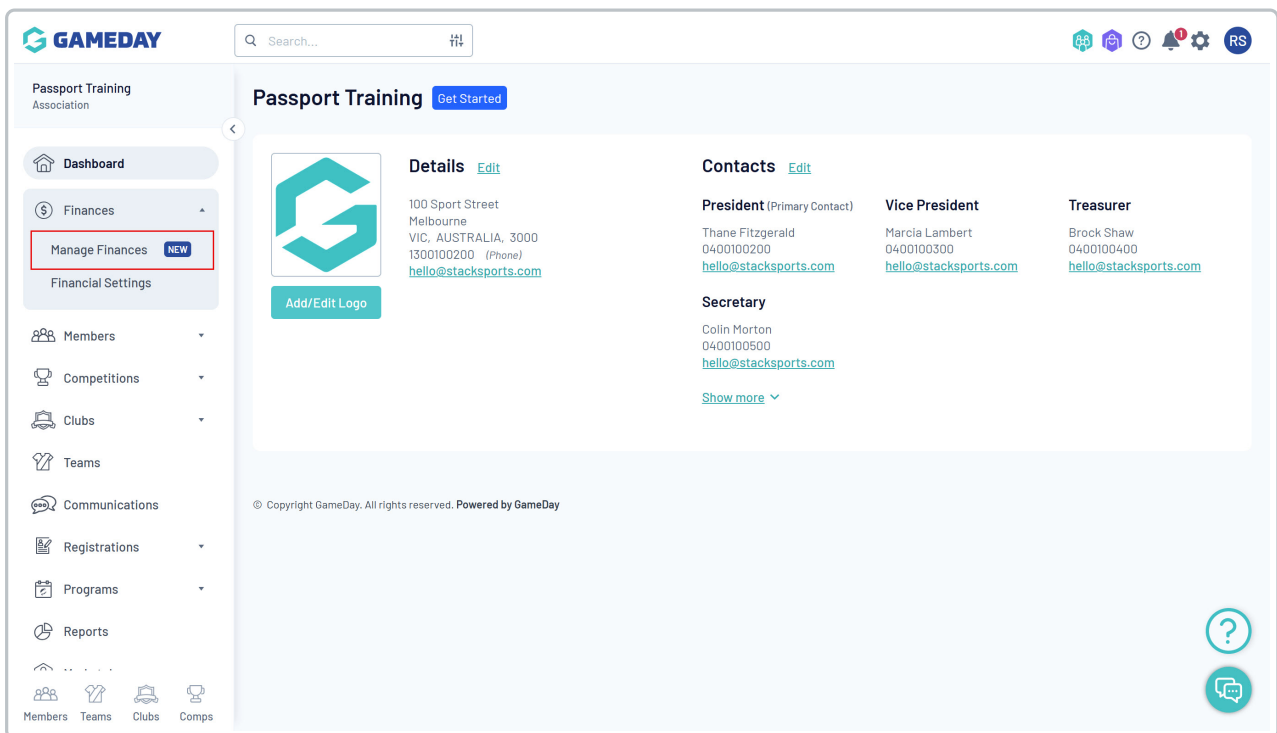 GAMEDAY
Search...
1
RS
Passport Training
Association
Dashboard
Finances
Manage Finances NEW
Financial Settings
Members
Competitions
Clubs
Teams
Communications
Registrations
Programs
Reports
Members Teams Clubs Comps
Passport Training Get Started
Details Edit
100 Sport Street
Melbourne
VIC, AUSTRALIA, 3000
1300100200 (Phone)
hello@stacksports.com
Add/Edit Logo
Contacts Edit
President (Primary Contact)
Thane Fitzgerald
0400100200
hello@stacksports.com
Vice President
Marcia Lambert
0400100300
hello@stacksports.com
Treasurer
Brock Shaw
0400100400
hello@stacksports.com
Secretary
Colin Morton
0400100500
hello@stacksports.com
Show more
© Copyright GameDay. All rights reserved. Powered by GameDay